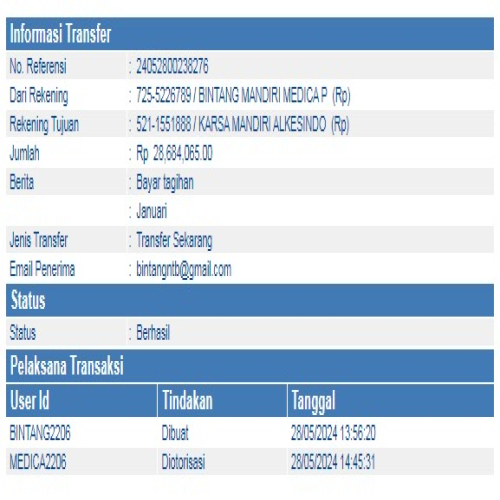 Informasi Transfer
No. Referensi : 24052800238276
Dari Rekening : 725-5226789 / BINTANG MANDIRI MEDICA P (Rp)
Rekening Tujuan : 521-1551888 / KARSA MANDIRI ALKESINDO (Rp)
Jumlah : Rp 28,684,065.00
Berita : Bayar tagihan
: Januari
Jenis Transfer : Transfer Sekarang
Email Penerima : bintangntb@gmail.com
Status
Status : Berhasil
Pelaksana Transaksi
User Id Tindakan Tanggal
BINTANG2206 Dibuat 28/05/2024 13:56:20
MEDICA2206 Diotorisasi 28/05/2024 14:45:31